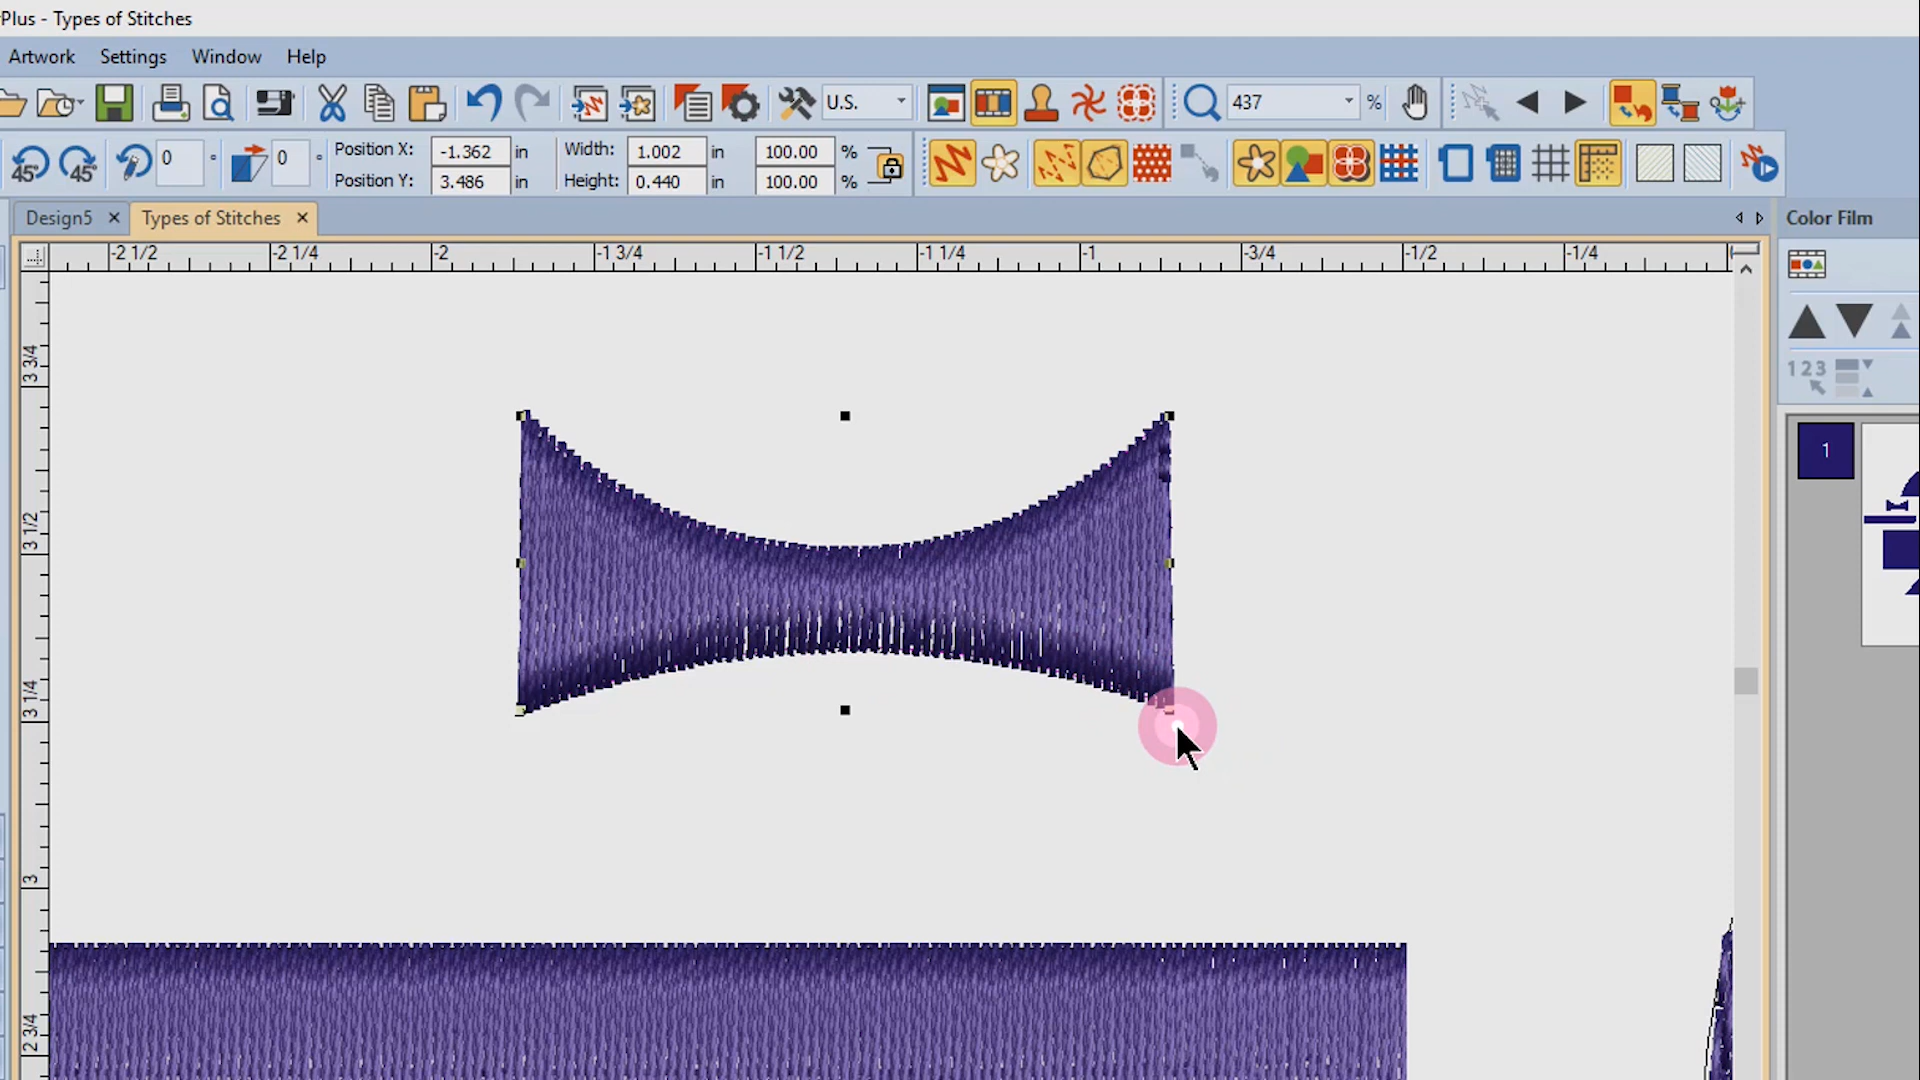 Plus - Types of Stitches
Artwork Settings Window Help
U.S. 437 %
45° 45° 0 ° 0 ° Position X: -1.362 in Width: 1.002 in 100.00 %
Position Y: 3.486 in Height: 0.440 in 100.00 %
Design5 Types of Stitches Color Film
-2 1/2 -2 1/4 -2 -1 3/4 -1 1/2 -1 1/4 -1 -3/4 -1/2 -1/4
1 2 3
1
3 3/4
3 1/2
3 1/4
3
2 3/4